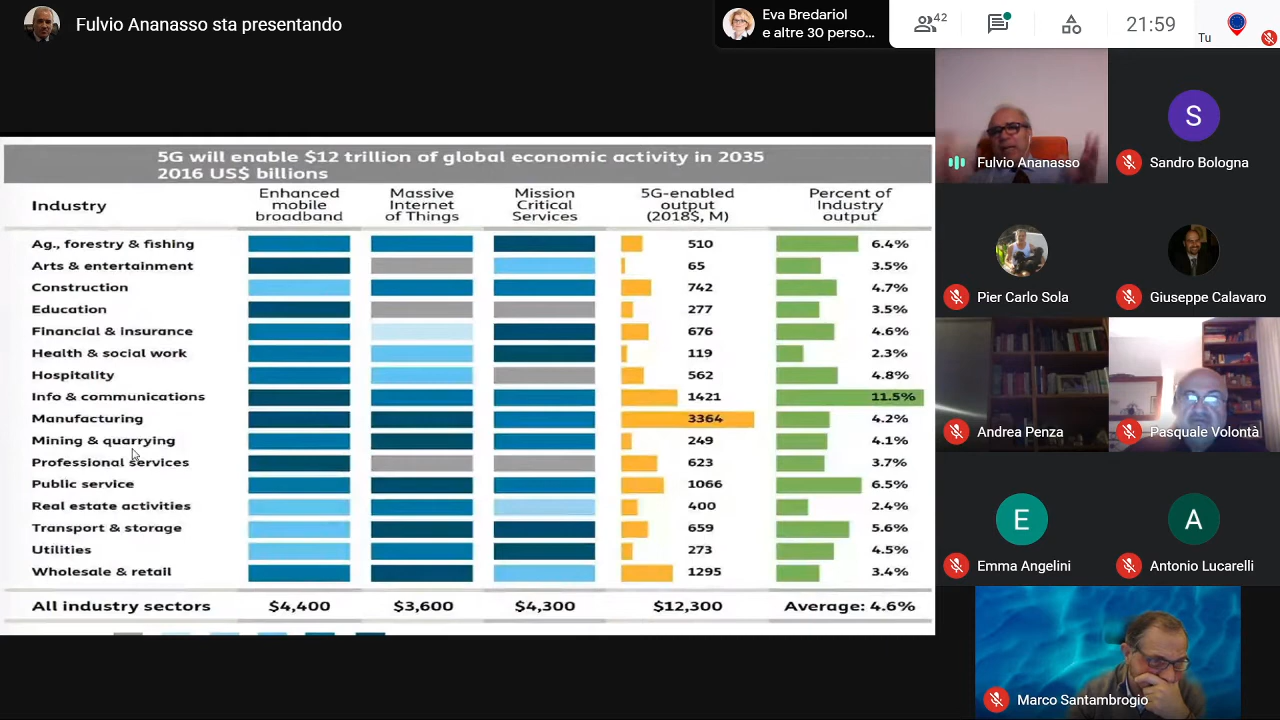 Fulvio Ananasso sta presentando
Eva Bredariol
e altre 30 perso...
42
21:59
Tu
5G will enable $12 trillion of global economic activity in 2035
2016 US$ billions
Industry
Enhanced
mobile
broadband
Massive
Internet
of Things
Mission
Critical
Services
5G-enabled
output
(2018$, M)
Percent of
Industry
output
Ag., forestry & fishing 510 6.4%
Arts & entertainment 65 3.5%
Construction 742 4.7%
Education 277 3.5%
Financial & insurance 676 4.6%
Health & social work 119 2.3%
Hospitality 562 4.8%
Info & communications 1421 11.5%
Manufacturing 3364 4.2%
Mining & quarrying 249 4.1%
Professional services 623 3.7%
Public service 1066 6.5%
Real estate activities 400 2.4%
Transport & storage 659 5.6%
Utilities 273 4.5%
Wholesale & retail 1295 3.4%
All industry sectors $4,400 $3,600 $4,300 $12,300 Average: 4.6%
Fulvio Ananasso
S
Sandro Bologna
Pier Carlo Sola
Giuseppe Calavaro
Andrea Penza
Pasquale Volontà
E
Emma Angelini
A
Antonio Lucarelli
Marco Santambrogio